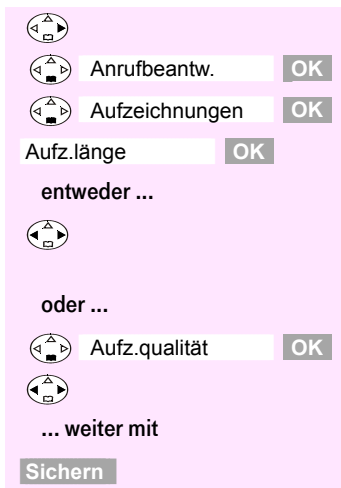 Anrufbeantw. OK
Aufzeichnungen OK
Aufz.länge OK
entweder ...
oder ...
Aufz.qualität OK
... weiter mit
Sichern